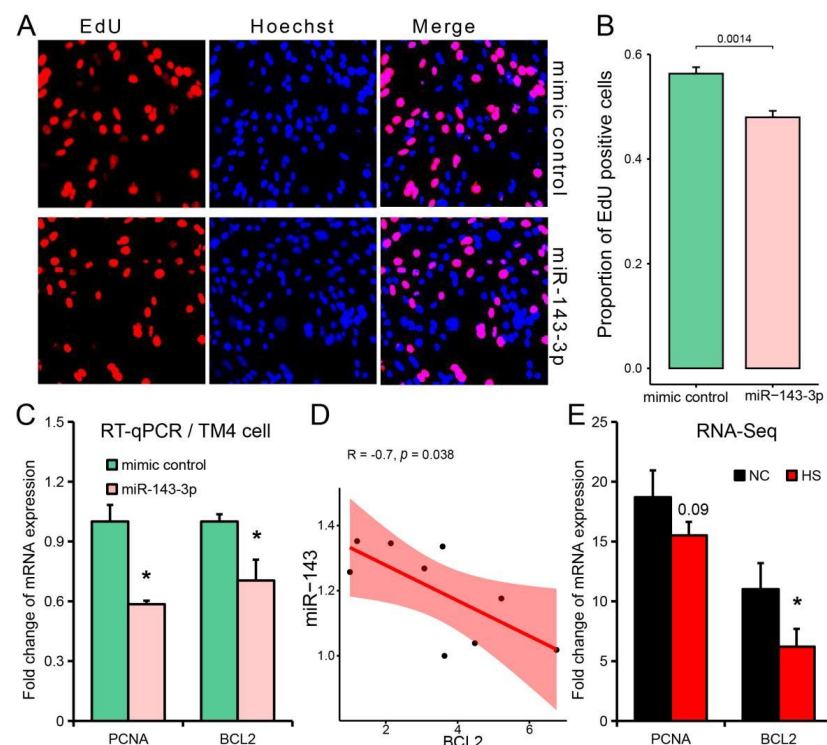 A
EdU
Hoechst
Merge
mimic control
miR-143-3p
B
0.0014
Proportion of EdU positive cells
0.6
0.4
0.2
0.0
mimic control
miR−143−3p
C
RT-qPCR / TM4 cell
Fold change of mRNA expression
1.5
1.2
0.9
0.6
0.3
0
mimic control
miR-143-3p
*
*
PCNA
BCL2
D
R = -0.7, p = 0.038
miR−143
1.4
1.2
1.0
2
4
6
BCL2
E
RNA-Seq
Fold change of mRNA expression
25
20
15
10
5
0
NC
HS
0.09
*
PCNA
BCL2